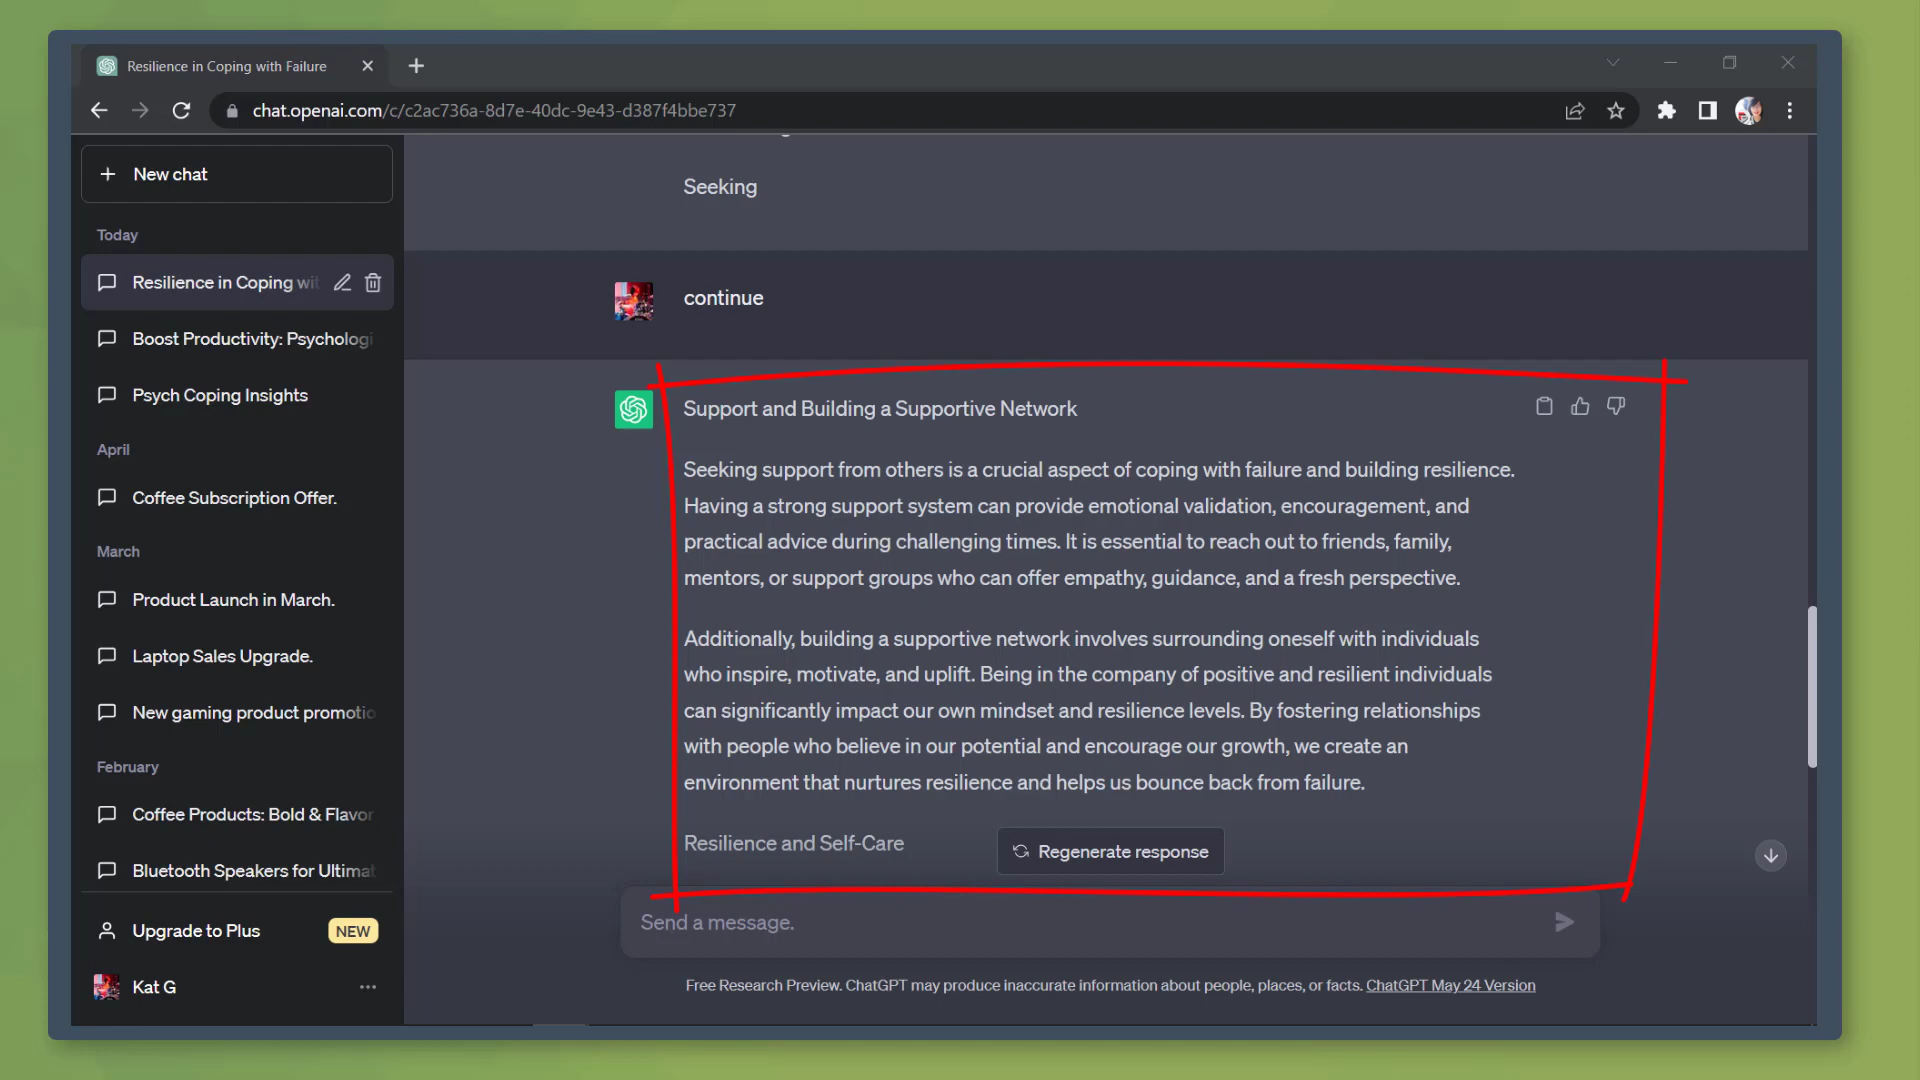 Resilience in Coping with Failure
chat.openai.com/c/c2ac736a-8d7e-40dc-9e43-d387f4bbe737
New chat
Today
Resilience in Coping wit
Boost Productivity: Psychologi
Psych Coping Insights
April
Coffee Subscription Offer.
March
Product Launch in March.
Laptop Sales Upgrade.
New gaming product promotio
February
Coffee Products: Bold & Flavor
Bluetooth Speakers for Ultimat
Upgrade to Plus
NEW
Kat G
Seeking
continue
Support and Building a Supportive Network
Seeking support from others is a crucial aspect of coping with failure and building resilience.
Having a strong support system can provide emotional validation, encouragement, and
practical advice during challenging times. It is essential to reach out to friends, family,
mentors, or support groups who can offer empathy, guidance, and a fresh perspective.
Additionally, building a supportive network involves surrounding oneself with individuals
who inspire, motivate, and uplift. Being in the company of positive and resilient individuals
can significantly impact our own mindset and resilience levels. By fostering relationships
with people who believe in our potential and encourage our growth, we create an
environment that nurtures resilience and helps us bounce back from failure.
Resilience and Self-Care
Regenerate response
Send a message.
Free Research Preview. ChatGPT may produce inaccurate information about people, places, or facts. ChatGPT May 24 Version